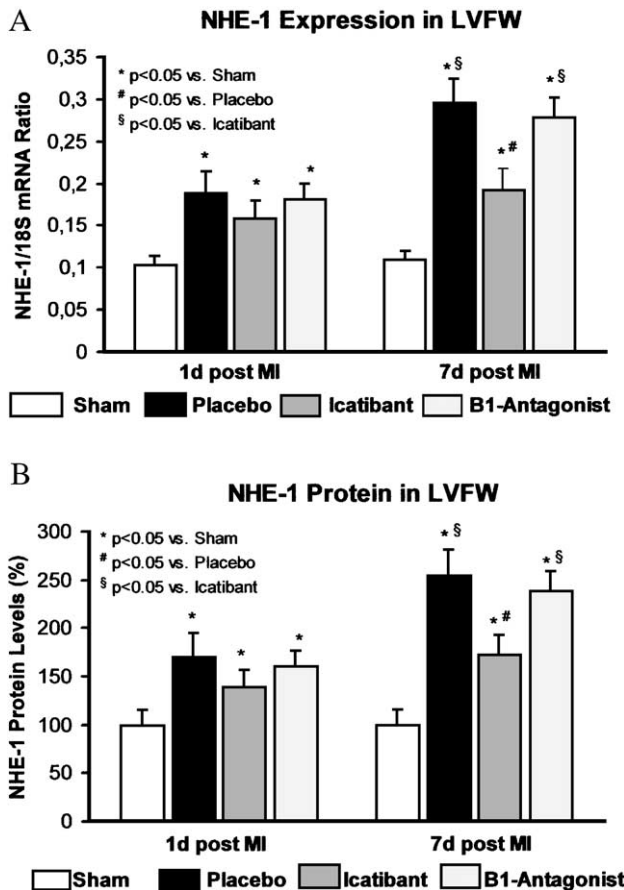 A
NHE-1 Expression in LVFW
* p<0.05 vs. Sham
# p<0.05 vs. Placebo
§ p<0.05 vs. Icatibant
NHE-1/18S mRNA Ratio
0,35
0,3
0,25
0,2
0,15
0,1
0,05
0
* * *
*§ *# *§
1d post MI 7d post MI
Sham Placebo Icatibant B1-Antagonist
B
NHE-1 Protein in LVFW
* p<0.05 vs. Sham
# p<0.05 vs. Placebo
§ p<0.05 vs. Icatibant
NHE-1 Protein Levels (%)
300
250
200
150
100
50
0
* * *
*§ *# *§
1d post MI 7d post MI
Sham Placebo Icatibant B1-Antagonist